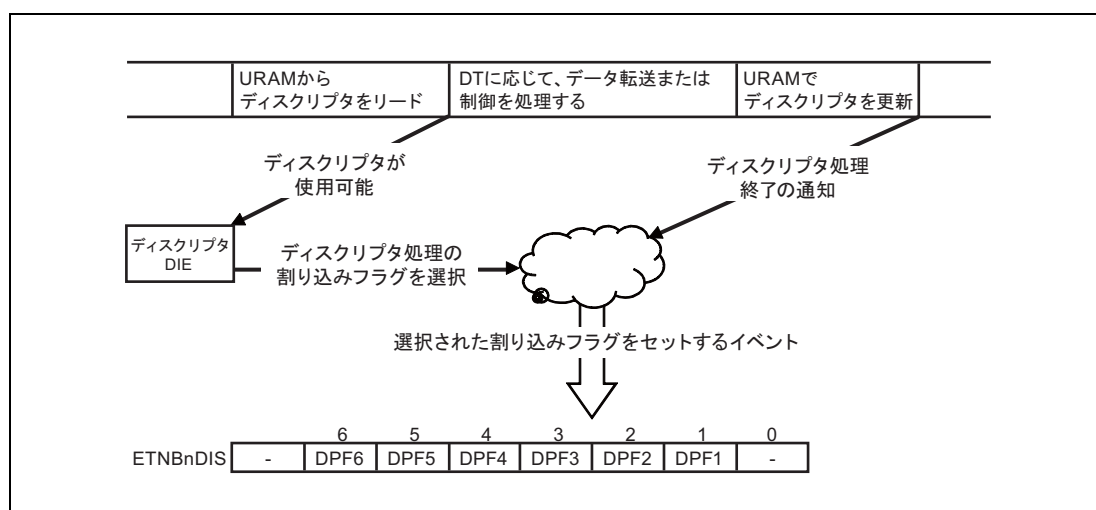 URAMから
ディスクリプタをリード
DTに応じて、データ転送または
制御を処理する
URAMで
ディスクリプタを更新
ディスクリプタが
使用可能
ディスクリプタ処理
終了の通知
ディスクリプタ
DIE
ディスクリプタ処理の
割り込みフラグを選択
選択された割り込みフラグをセットするイベント
6 5 4 3 2 1 0
ETNBnDIS - DPF6 DPF5 DPF4 DPF3 DPF2 DPF1 -